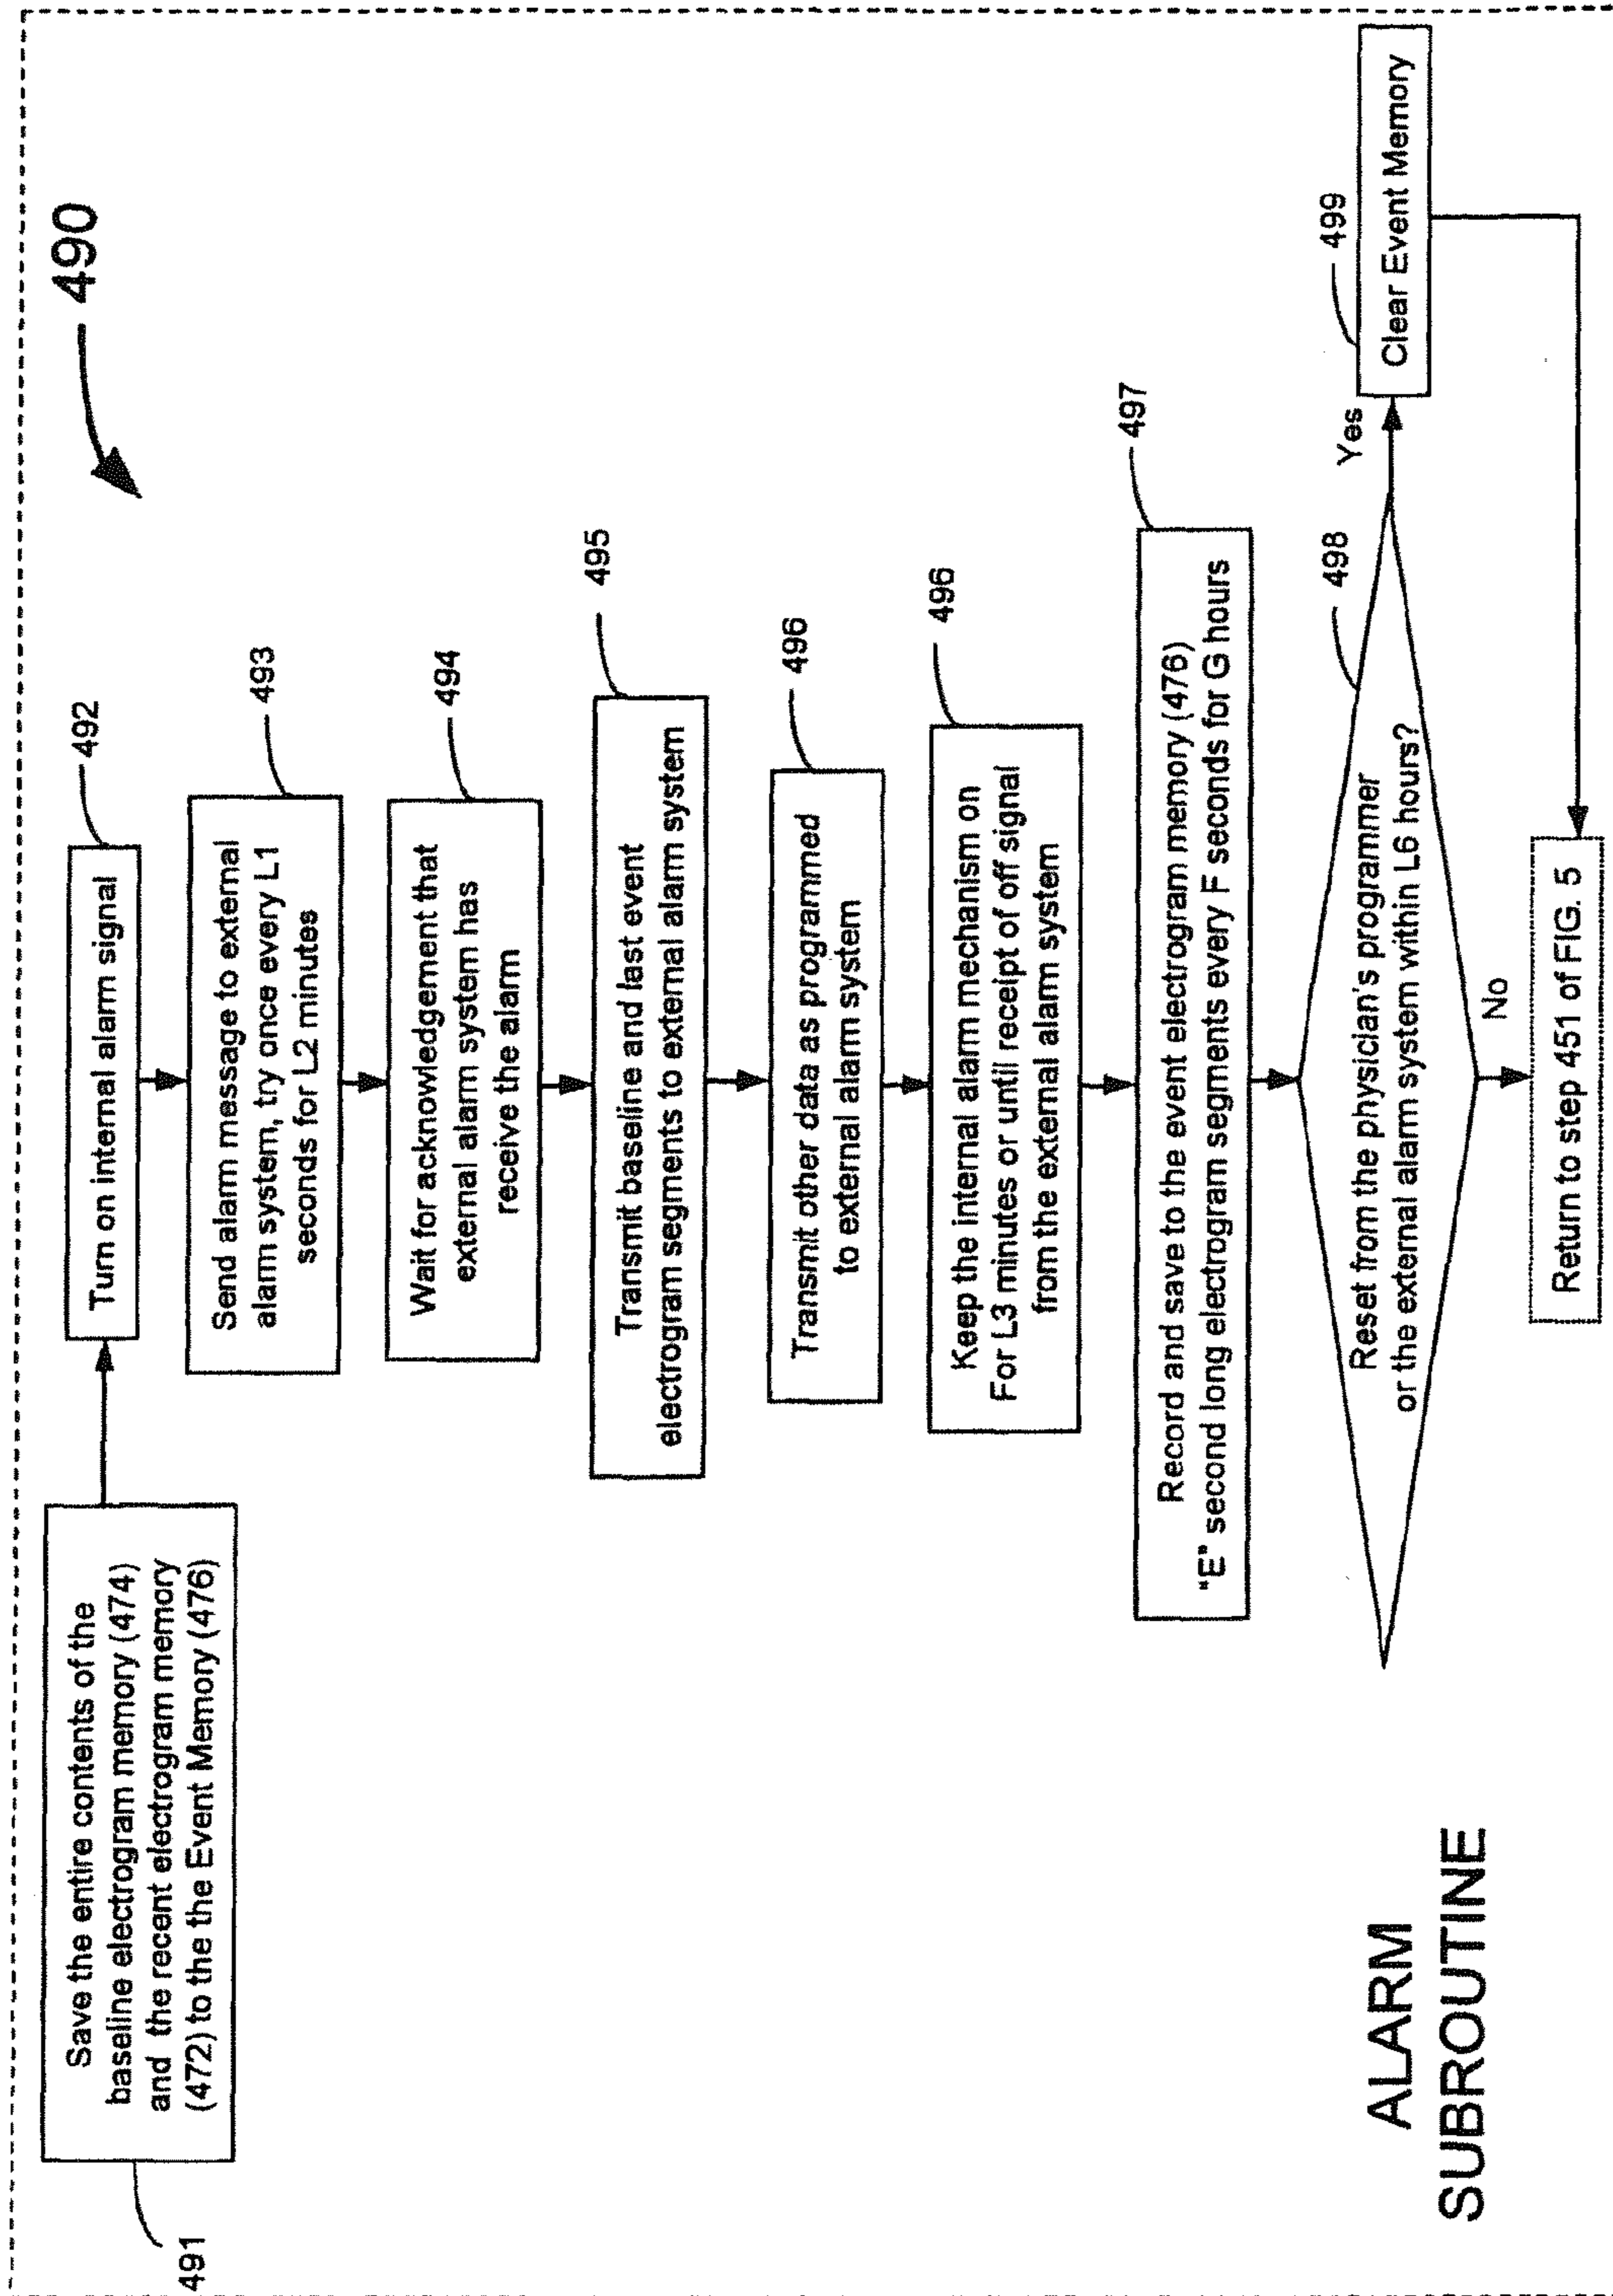 490
491
Save the entire contents of the
baseline electrogram memory (474)
and the recent electrogram memory
(472) to the the Event Memory (476)
492
Turn on internal alarm signal
493
Send alarm message to external
alarm system, try once every L1
seconds for L2 minutes
494
Wait for acknowledgement that
external alarm system has
receive the alarm
495
Transmit baseline and last event
electrogram segments to external alarm system
496
Transmit other data as programmed
to external alarm system
496
Keep the internal alarm mechanism on
For L3 minutes or until receipt of off signal
from the external alarm system
497
Record and save to the event electrogram memory (476)
"E" second long electrogram segments every F seconds for G hours
498
Reset from the physician's programmer
or the external alarm system within L6 hours?
Yes
499
Clear Event Memory
No
Return to step 451 of FIG. 5
ALARM
SUBROUTINE